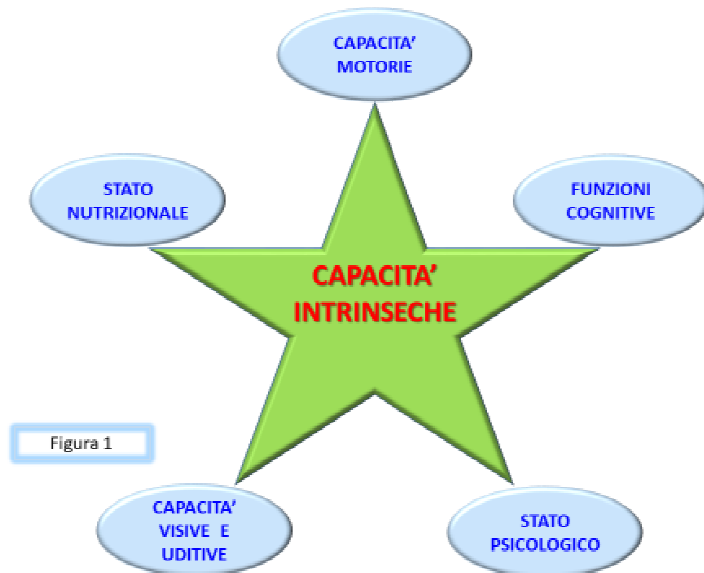 CAPACITA’
MOTORIE
STATO
NUTRIZIONALE
FUNZIONI
COGNITIVE
CAPACITA’
INTRINSECHE
Figura 1
CAPACITA’
VISIVE E
UDITIVE
STATO
PSICOLOGICO